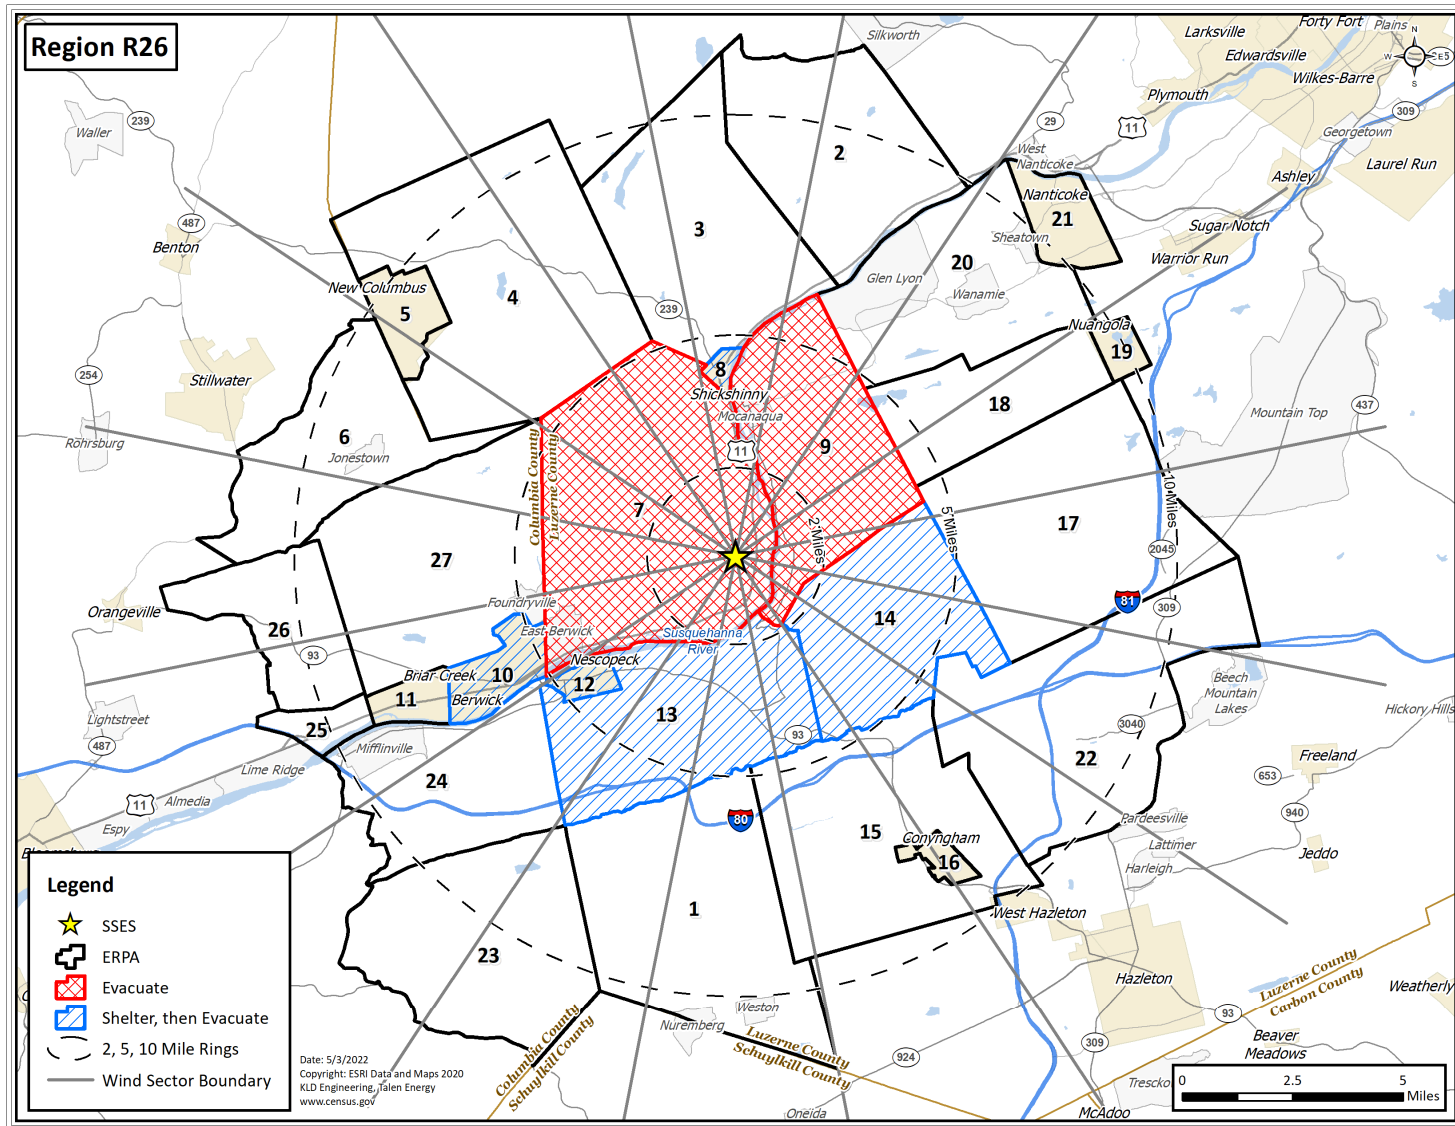 Region R26
Silkworth
Larksville
Forty Fort
Plains
Edwardsville
N
W
E
S
Wilkes-Barre
Plymouth
309
11
29
Georgetown
Laurel Run
Ashley
West
Nanticoke
Nanticoke
21
Sheatown
Sugar Notch
Warrior Run
Waller
239
487
Benton
2
3
20
Glen Lyon
Wanamie
New Columbus
5
4
239
Nuangola
19
Stillwater
254
Rohrsburg
8
Shickshinny
Mocanaqua
11
9
18
Mountain Top
437
6
Jonestown
Columbia County
Luzerne County
7
2 Miles
5 Miles
10 Miles
17
2045
27
Foundryville
East Berwick
Orangeville
26
93
Susquehanna
River
14
81
309
Briar Creek
10
Nescopeck
12
11
Berwick
13
93
Beech
Mountain
Lakes
Hickory Hills
Lightstreet
487
25
Mifflinville
Lime Ridge
24
3040
22
Freeland
653
940
11
Almedia
Espy
80
15
Conyngham
16
Pardeesville
Lattimer
Harleigh
Jeddo
Bloomsburg
West Hazleton
1
23
Hazleton
Luzerne County
Carbon County
Weatherly
Weston
Nuremberg
93
Beaver
Meadows
309
924
Luzerne County
Schuylkill County
Columbia County
Schuylkill County
Oneida
McAdoo
Legend
SSES
ERPA
Evacuate
Shelter, then Evacuate
2, 5, 10 Mile Rings
Wind Sector Boundary
Date: 5/3/2022
Copyright: ESRI Data and Maps 2020
KLD Engineering, Talen Energy
www.census.gov
0 2.5 5
Miles